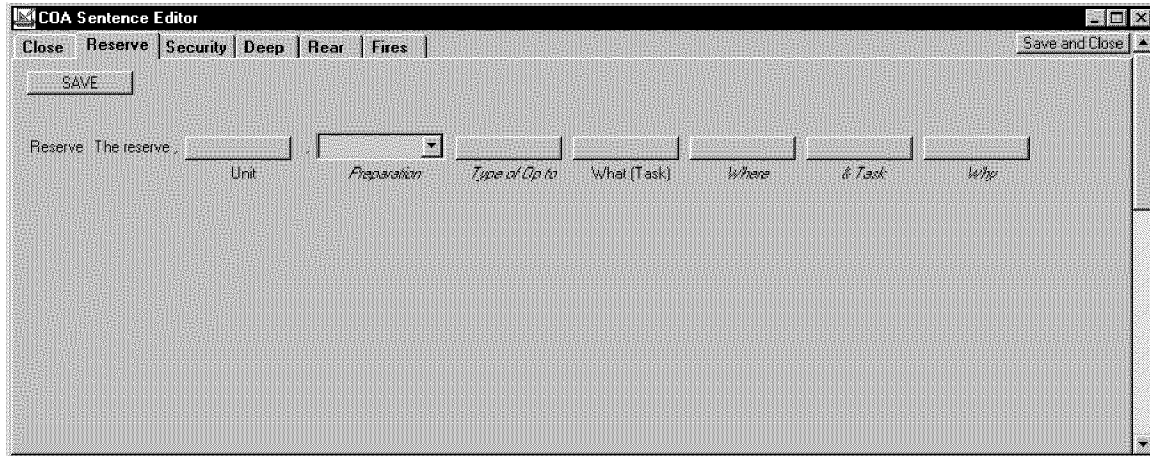 COA Sentence Editor
Close Reserve Security Deep Rear Fires Save and Close
SAVE
Reserve The reserve , ,
Unit Preparation Type of Op to What (Task) Where & Task Why